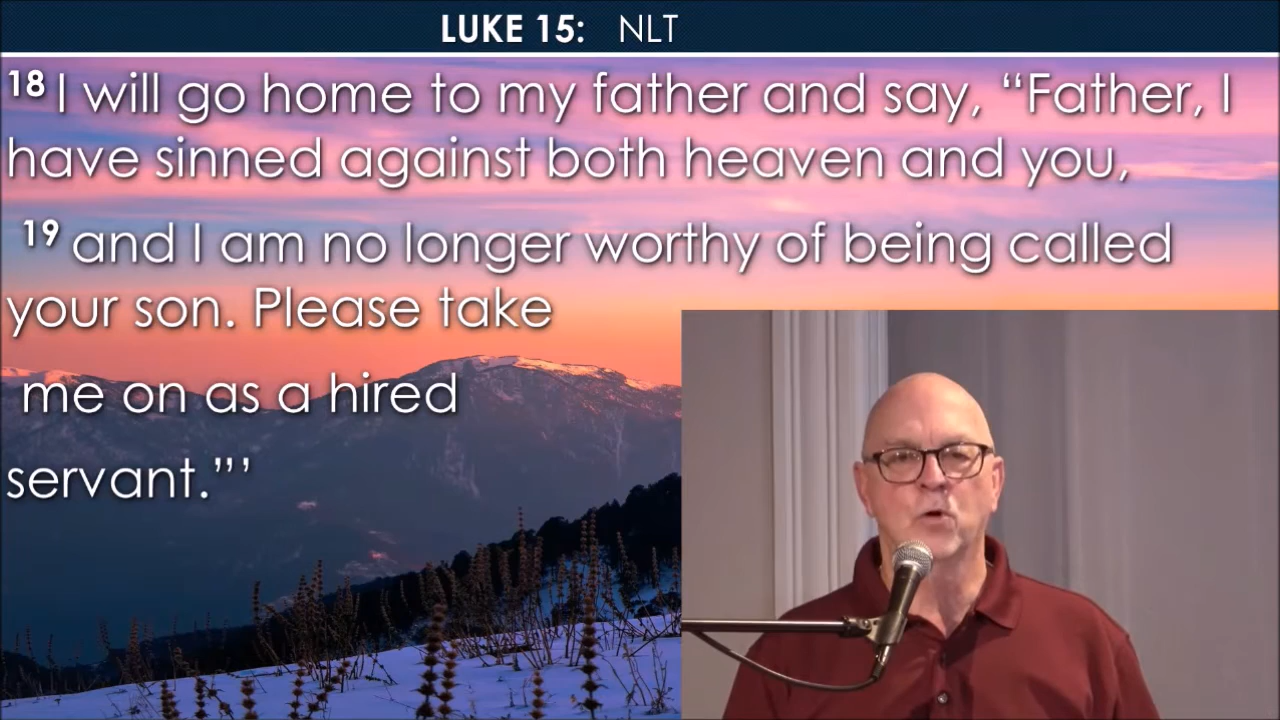 LUKE 15: NLT
18 I will go home to my father and say, “Father, I
have sinned against both heaven and you,
19 and I am no longer worthy of being called
your son. Please take
me on as a hired
servant.”’